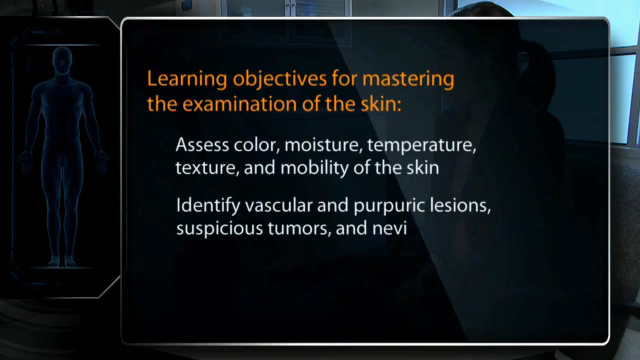 Learning objectives for mastering
the examination of the skin:
Assess color, moisture, temperature,
texture, and mobility of the skin
Identify vascular and purpuric lesions,
suspicious tumors, and nevi